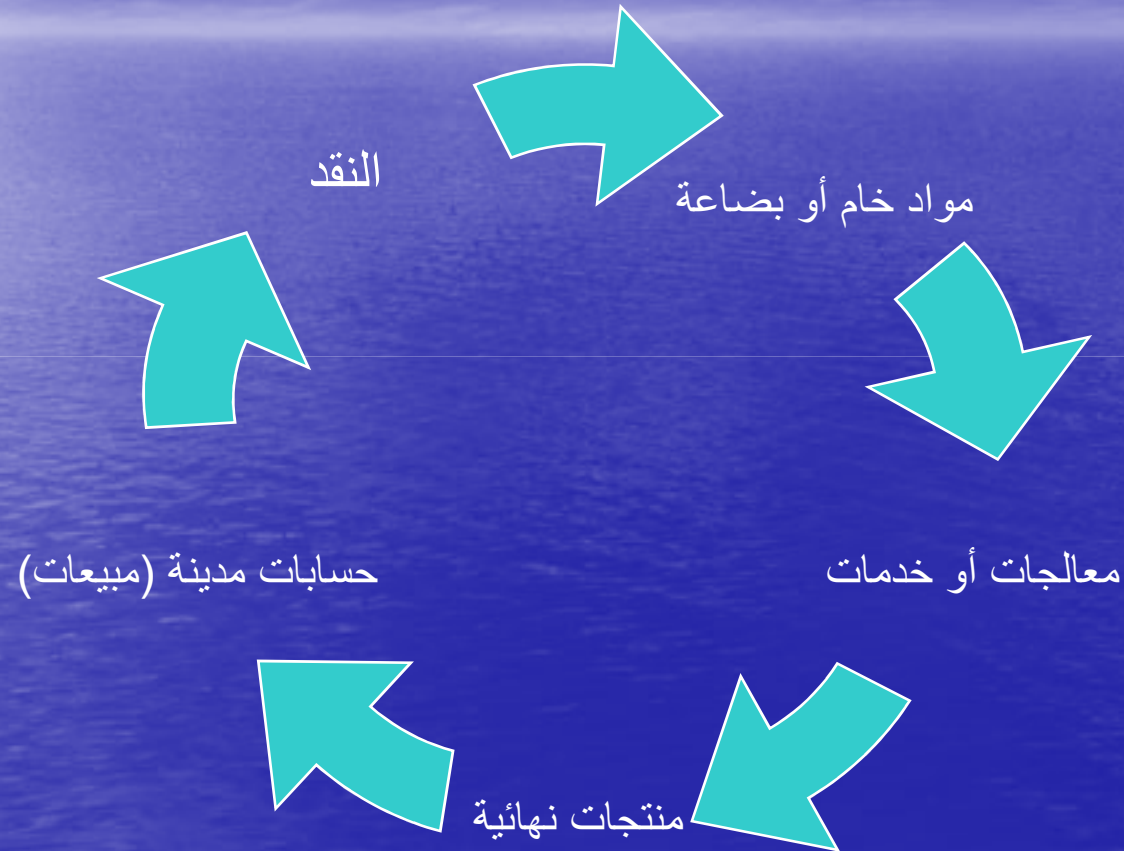 النقد
مواد خام أو بضاعة
معالجات أو خدمات
منتجات نهائية
حسابات مدينة (مبيعات)